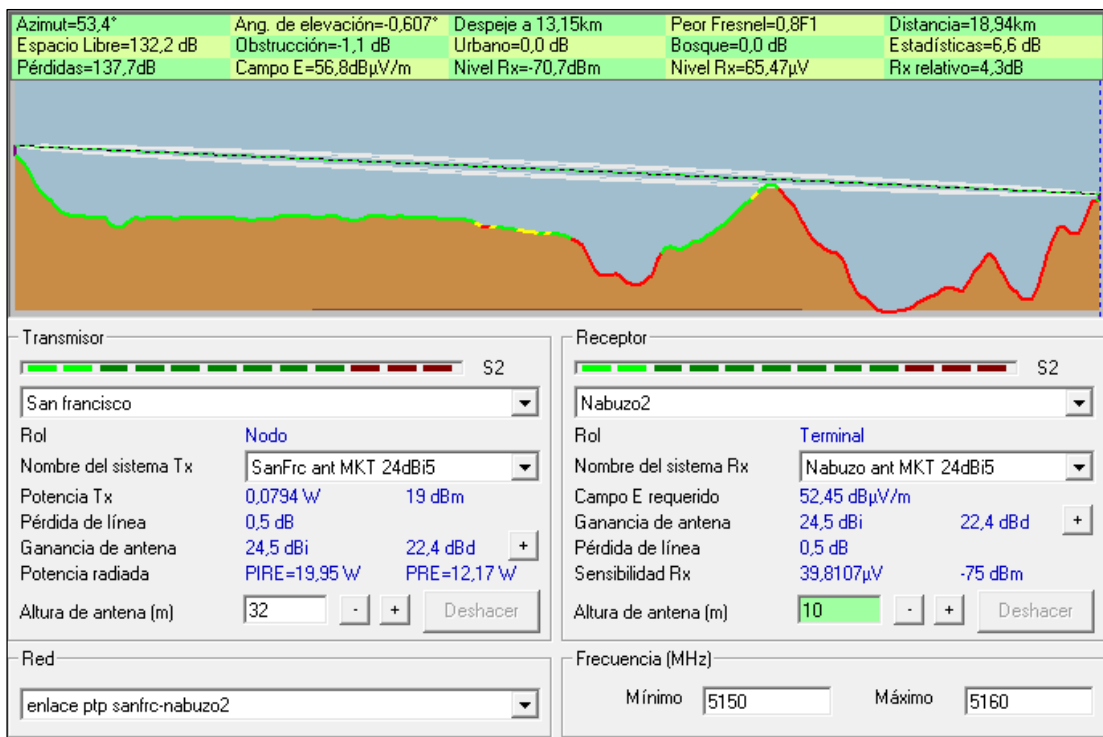 Azimut=53,4° Ang. de elevación=-0,607° Despeje a 13,15km Peor Fresnel=0,8F1 Distancia=18,94km
Espacio Libre=132,2 dB Obstrucción=-1,1 dB Urbano=0,0 dB Bosque=0,0 dB Estadísticas=6,6 dB
Pérdidas=137,7dB Campo E=56,8dBµV/m Nivel Rx=-70,7dBm Nivel Rx=65,47µV Rx relativo=4,3dB
Transmisor
S2
San francisco
Rol Nodo
Nombre del sistema Tx SanFrc ant MKT 24dBi5
Potencia Tx 0,0794 W 19 dBm
Pérdida de línea 0,5 dB
Ganancia de antena 24,5 dBi 22,4 dBd +
Potencia radiada PIRE=19,95 W PRE=12,17 W
Altura de antena (m) 32 - + Deshacer
Red
enlace ptp sanfrc-nabuzo2
Receptor
S2
Nabuzo2
Rol Terminal
Nombre del sistema Rx Nabuzo ant MKT 24dBi5
Campo E requerido 52,45 dBµV/m
Ganancia de antena 24,5 dBi 22,4 dBd +
Pérdida de línea 0,5 dB
Sensibilidad Rx 39,8107µV -75 dBm
Altura de antena (m) 10 - + Deshacer
Frecuencia (MHz)
Mínimo 5150 Máximo 5160